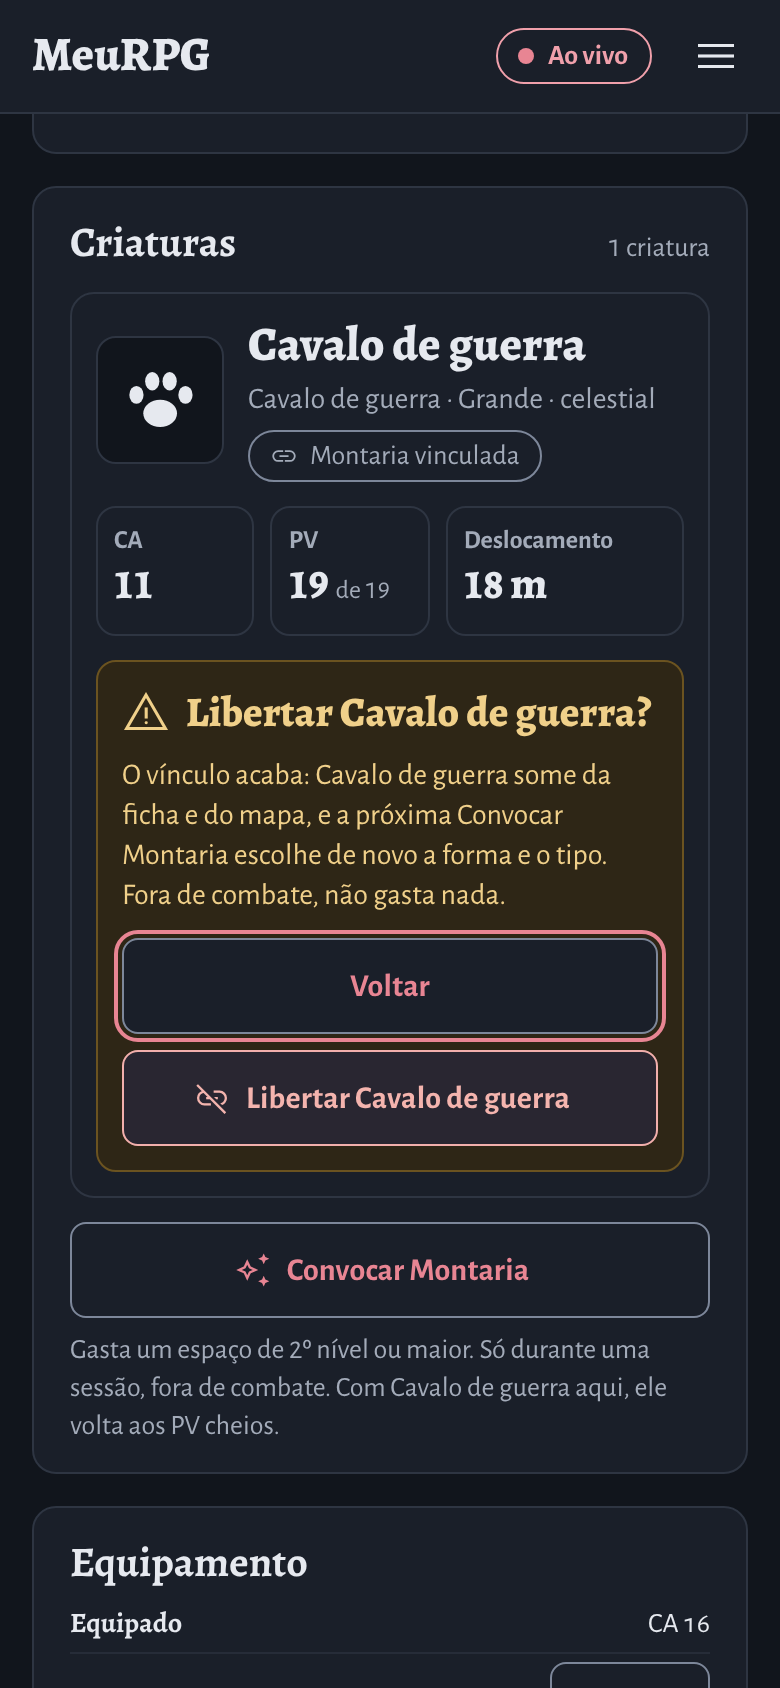 MeuRPG
Ao vivo
Criaturas
1 criatura
Cavalo de guerra
Cavalo de guerra · Grande · celestial
Montaria vinculada
CA
11
PV
19 de 19
Deslocamento
18 m
Libertar Cavalo de guerra?
O vínculo acaba: Cavalo de guerra some da
ficha e do mapa, e a próxima Convocar
Montaria escolhe de novo a forma e o tipo.
Fora de combate, não gasta nada.
Voltar
Libertar Cavalo de guerra
Convocar Montaria
Gasta um espaço de 2º nível ou maior. Só durante uma
sessão, fora de combate. Com Cavalo de guerra aqui, ele
volta aos PV cheios.
Equipamento
Equipado
CA 16